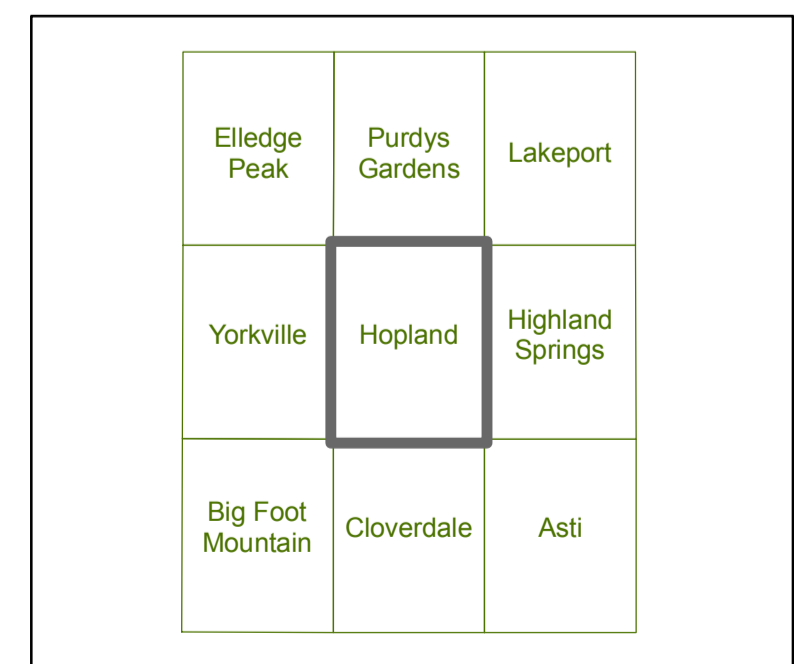 Elledge
Peak
Purdys
Gardens
Lakeport
Yorkville
Hopland
Highland
Springs
Big Foot
Mountain
Cloverdale
Asti